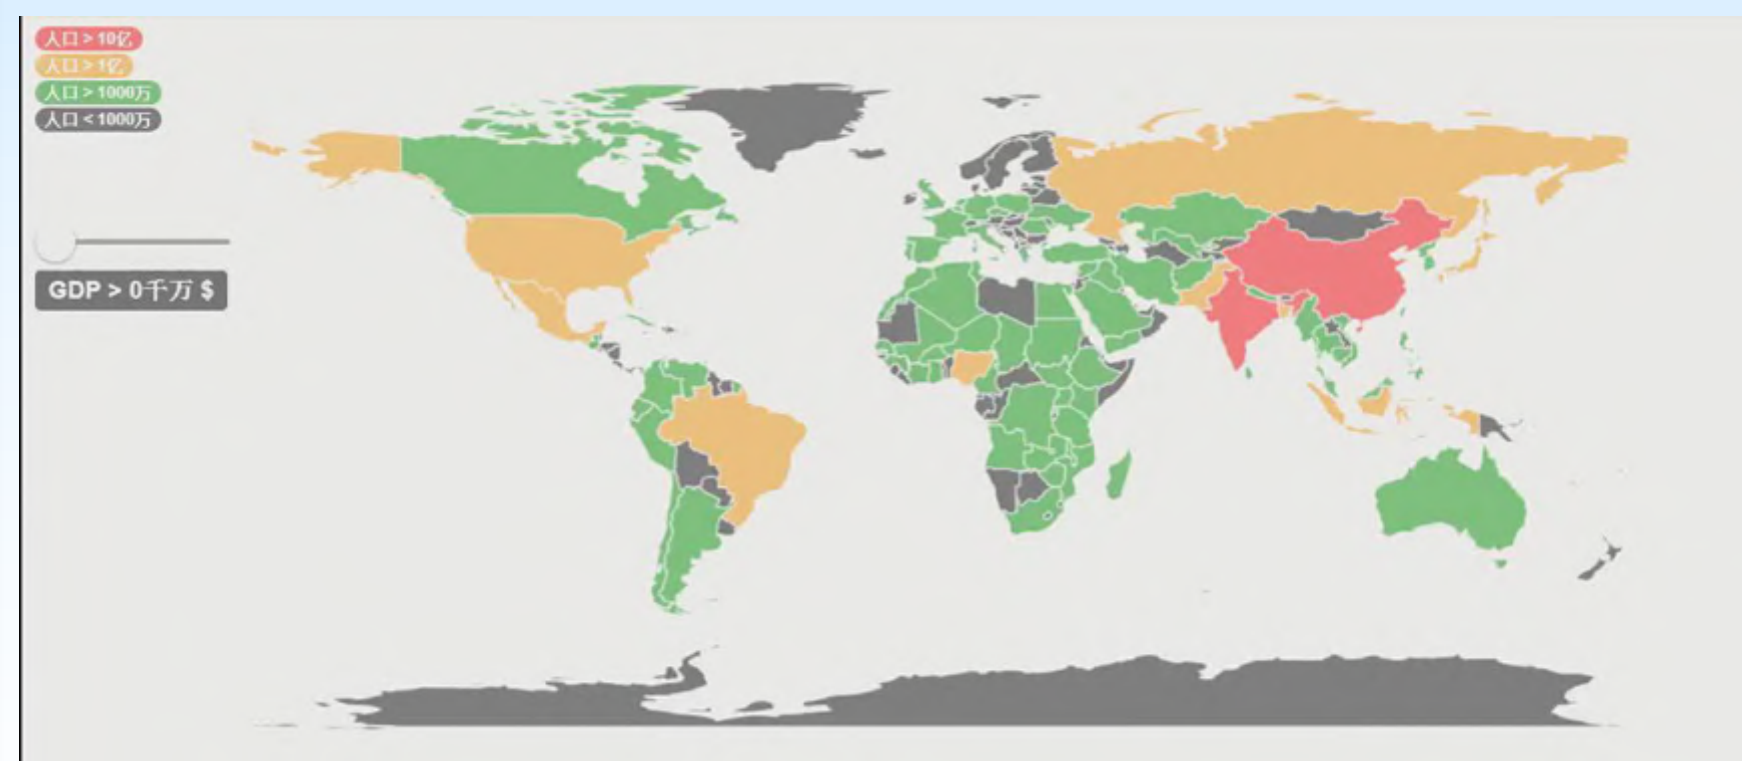 人口 > 10亿
人口 > 1亿
人口 > 1000万
人口 < 1000万
GDP > 0千万 $